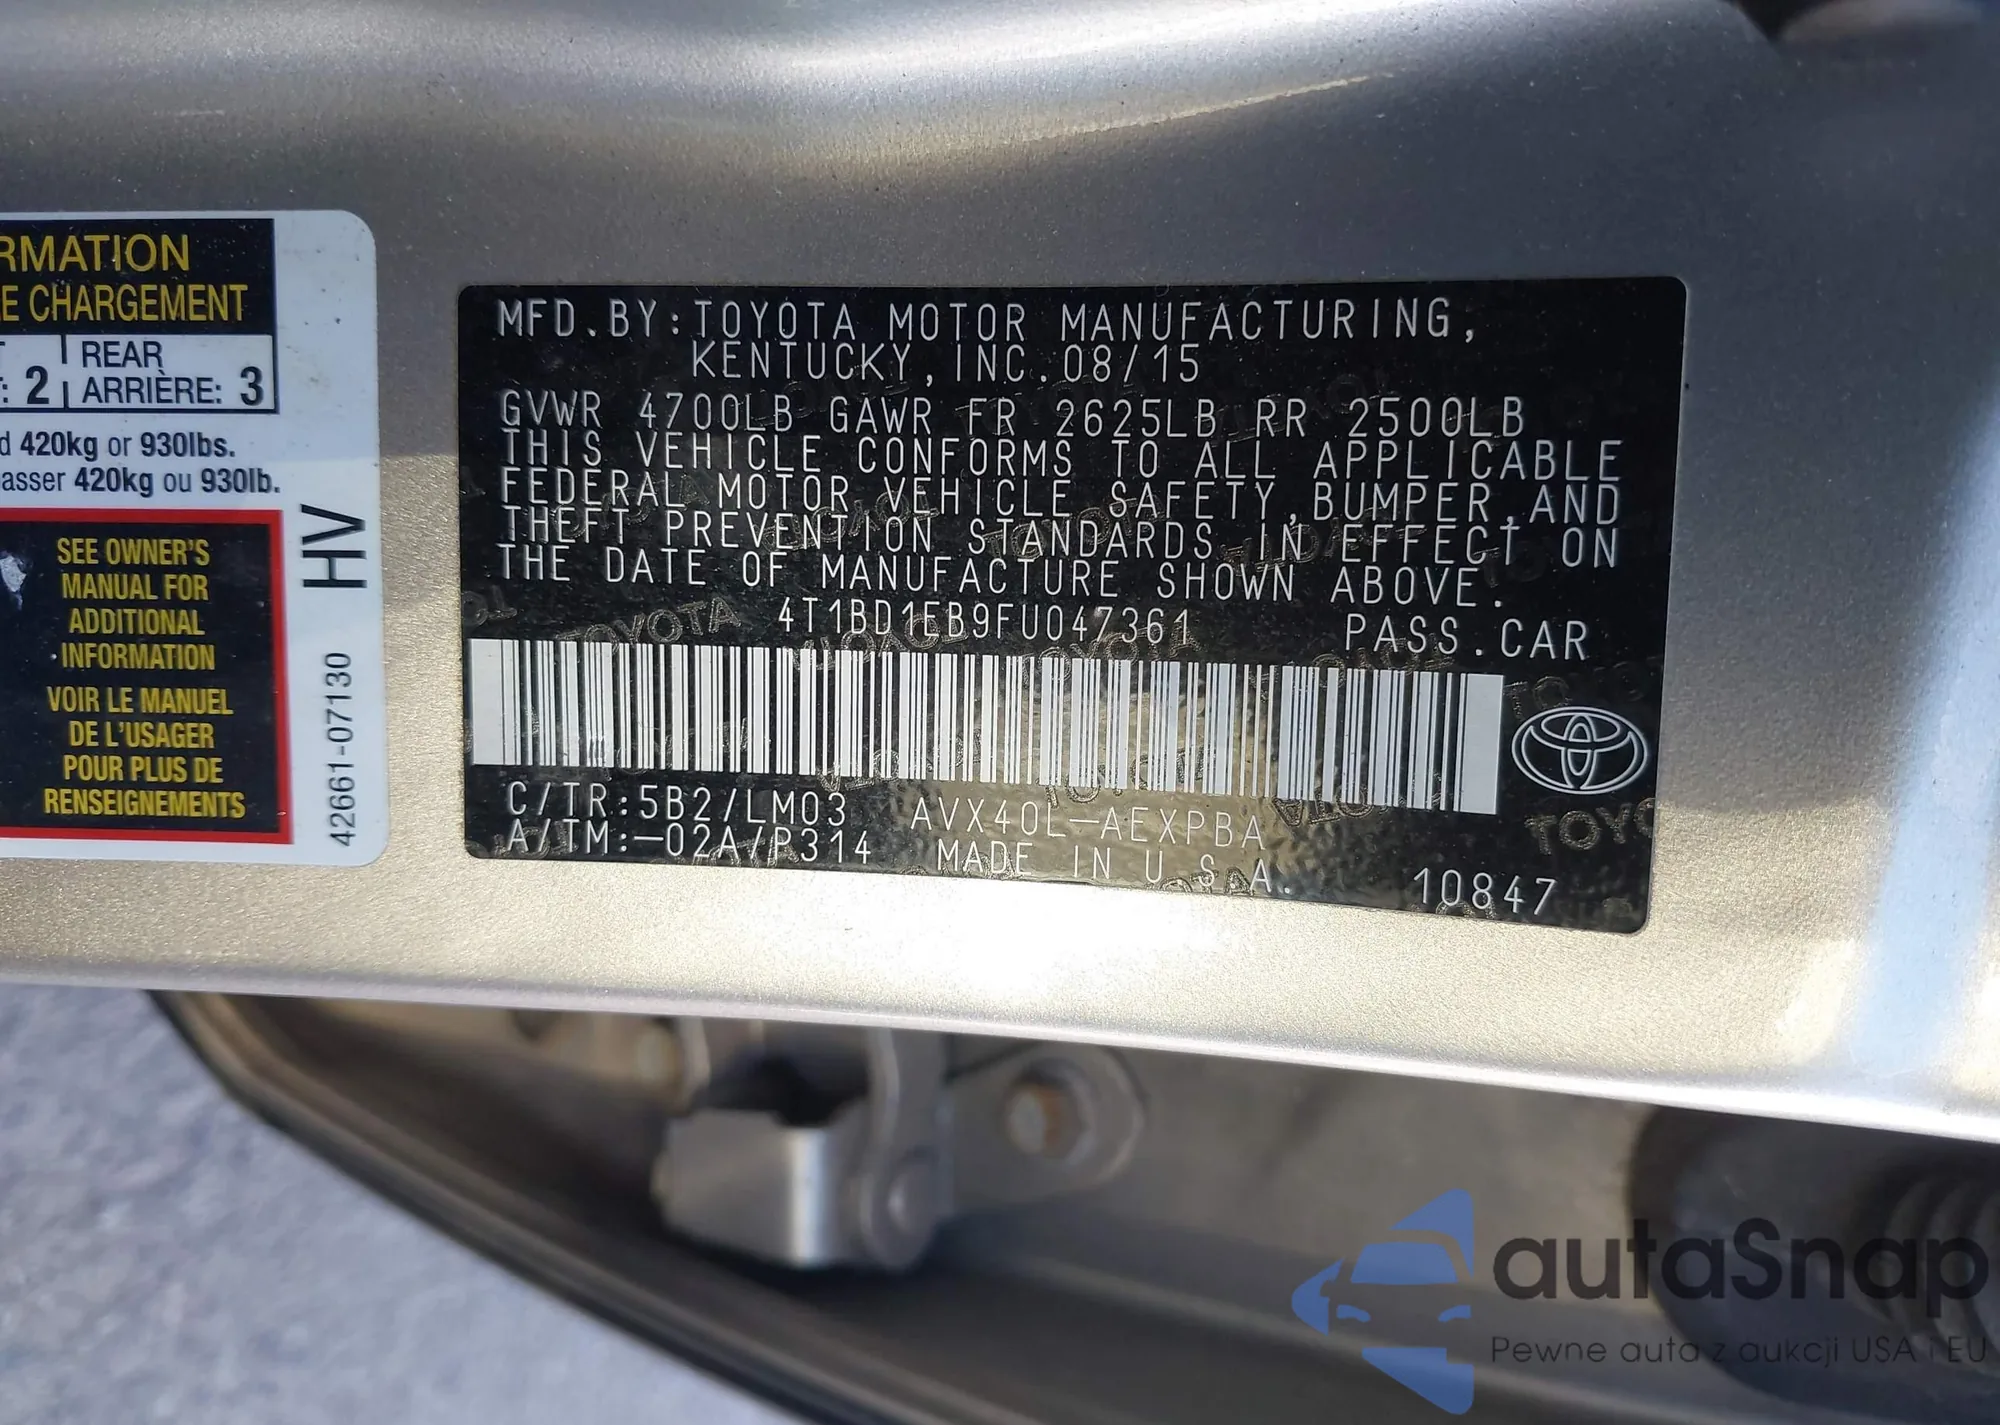 RMATION
E CHARGEMENT
REAR
: 2 ARRIÈRE: 3
d 420kg or 930lbs.
asser 420kg ou 930lb.
SEE OWNER'S
MANUAL FOR
ADDITIONAL
INFORMATION
VOIR LE MANUEL
DE L'USAGER
POUR PLUS DE
RENSEIGNEMENTS
HV
42661-07130
MFD.BY:TOYOTA MOTOR MANUFACTURING,
KENTUCKY,INC.08/15
GVWR 4700LB GAWR FR 2625LB RR 2500LB
THIS VEHICLE CONFORMS TO ALL APPLICABLE
FEDERAL MOTOR VEHICLE SAFETY,BUMPER,AND
THEFT PREVENTION STANDARDS IN EFFECT ON
THE DATE OF MANUFACTURE SHOWN ABOVE.
4T1BD1EB9FU047361 PASS.CAR
C/TR:5B2/LM03 AVX40L-AEXPBA
A/TM:-02A/P314 MADE IN U.S.A. 10847
autaSnap
Pewne auta z aukcji USA i EU